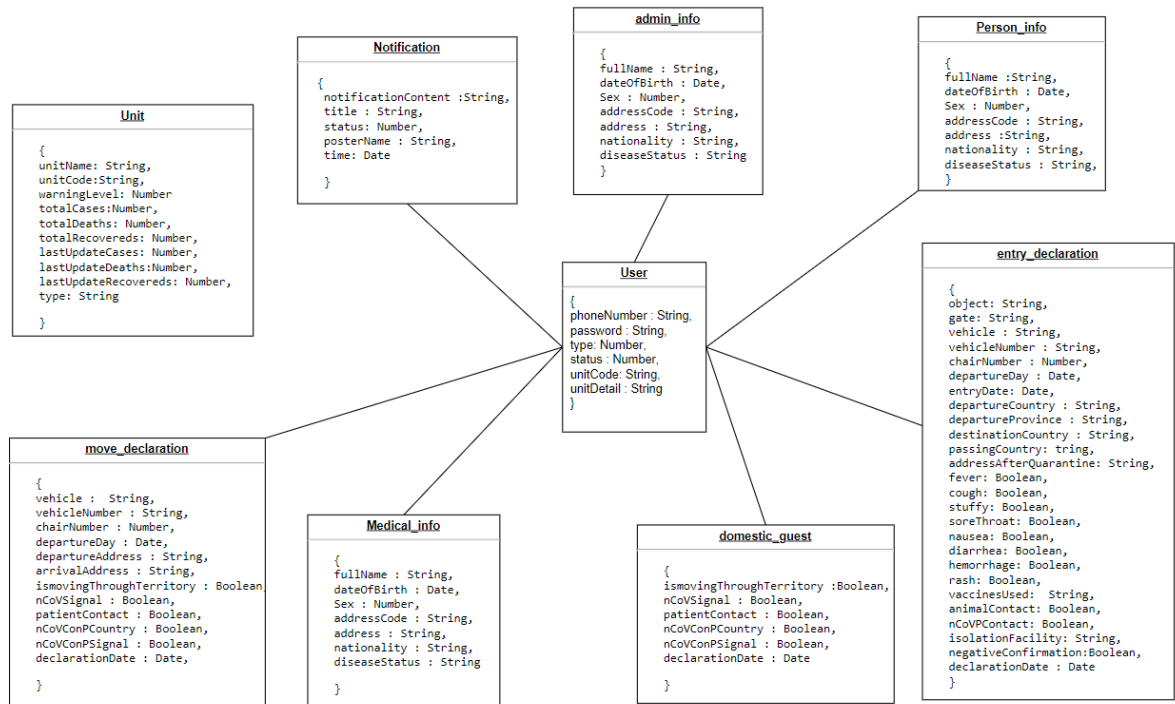 Unit
{
unitName: String,
unitCode:String,
warningLevel: Number
totalCases:Number,
totalDeaths: Number,
totalRecovereds: Number,
lastUpdateCases: Number,
lastUpdateDeaths:Number,
lastUpdateRecovereds: Number,
type: String
}
Notification
{
notificationContent :String,
title : String,
status: Number,
posterName : String,
time: Date
}
admin_info
{
fullName : String,
dateOfBirth : Date,
Sex : Number,
addressCode : String,
address : String,
nationality : String,
diseaseStatus : String
}
Person_info
{
fullName :String,
dateOfBirth : Date,
Sex : Number,
addressCode : String,
address :String,
nationality : String,
diseaseStatus : String,
}
User
{
phoneNumber : String,
password : String,
type: Number,
status : Number,
unitCode: String,
unitDetail : String
}
entry_declaration
{
object: String,
gate: String,
vehicle : String,
vehicleNumber : String,
chairNumber : Number,
departureDay : Date,
entryDate: Date,
departureCountry : String,
departureProvince : String,
destinationCountry : String,
passingCountry: tring,
addressAfterQuarantine: String,
fever: Boolean,
cough: Boolean,
stuffy: Boolean,
soreThroat: Boolean,
nausea: Boolean,
diarrhea: Boolean,
hemorrhage: Boolean,
rash: Boolean,
vaccinesUsed:  String,
animalContact: Boolean,
nCoVPContact: Boolean,
isolationFacility: String,
negativeConfirmation:Boolean,
declarationDate : Date
}
move_declaration
{
vehicle :  String,
vehicleNumber : String,
chairNumber : Number,
departureDay : Date,
departureAddress : String,
arrivalAddress : String,
ismovingThroughTerritory : Boolean,
nCoVSignal : Boolean,
patientContact : Boolean,
nCoVConPCountry : Boolean,
nCoVConPSignal : Boolean,
declarationDate : Date,
}
Medical_info
{
fullName : String,
dateOfBirth : Date,
Sex : Number,
addressCode : String,
address : String,
nationality : String,
diseaseStatus : String
}
domestic_guest
{
ismovingThroughTerritory :Boolean,
nCoVSignal : Boolean,
patientContact : Boolean,
nCoVConPCountry : Boolean,
nCoVConPSignal : Boolean,
declarationDate : Date
}